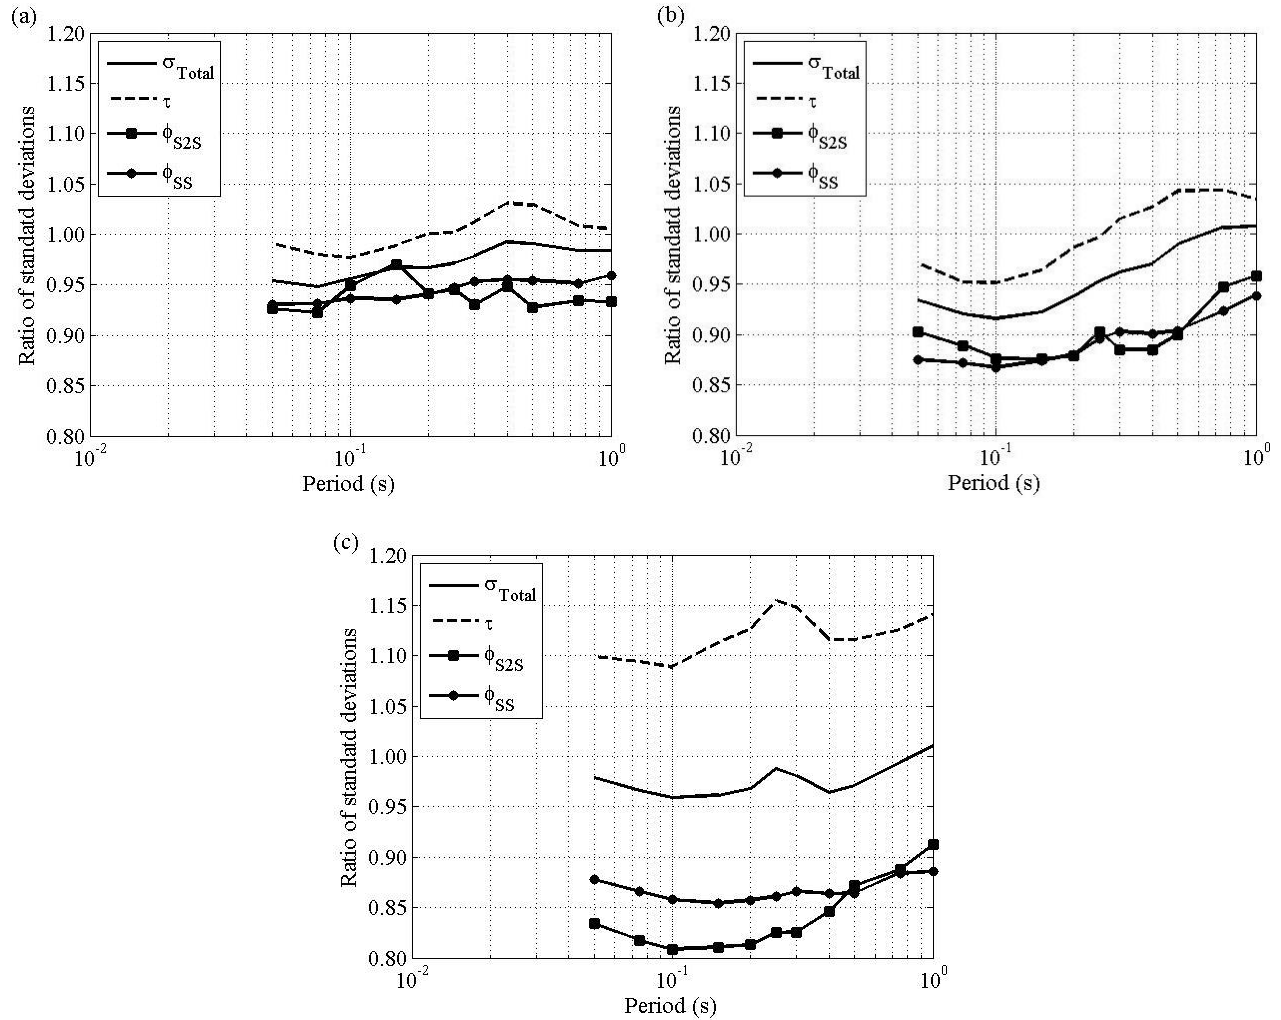 (a)
1.20
1.15
1.10
1.05
1.00
0.95
0.90
0.85
0.80
Ratio of standatd deviations
σTotal
τ
ϕS2S
ϕSS
10-2
10-1
100
Period (s)
(b)
1.20
1.15
1.10
1.05
1.00
0.95
0.90
0.85
0.80
Ratio of standatd deviations
σTotal
τ
ϕS2S
ϕSS
10-2
10-1
100
Period (s)
(c)
1.20
1.15
1.10
1.05
1.00
0.95
0.90
0.85
0.80
Ratio of standatd deviations
σTotal
τ
ϕS2S
ϕSS
10-2
10-1
100
Period (s)